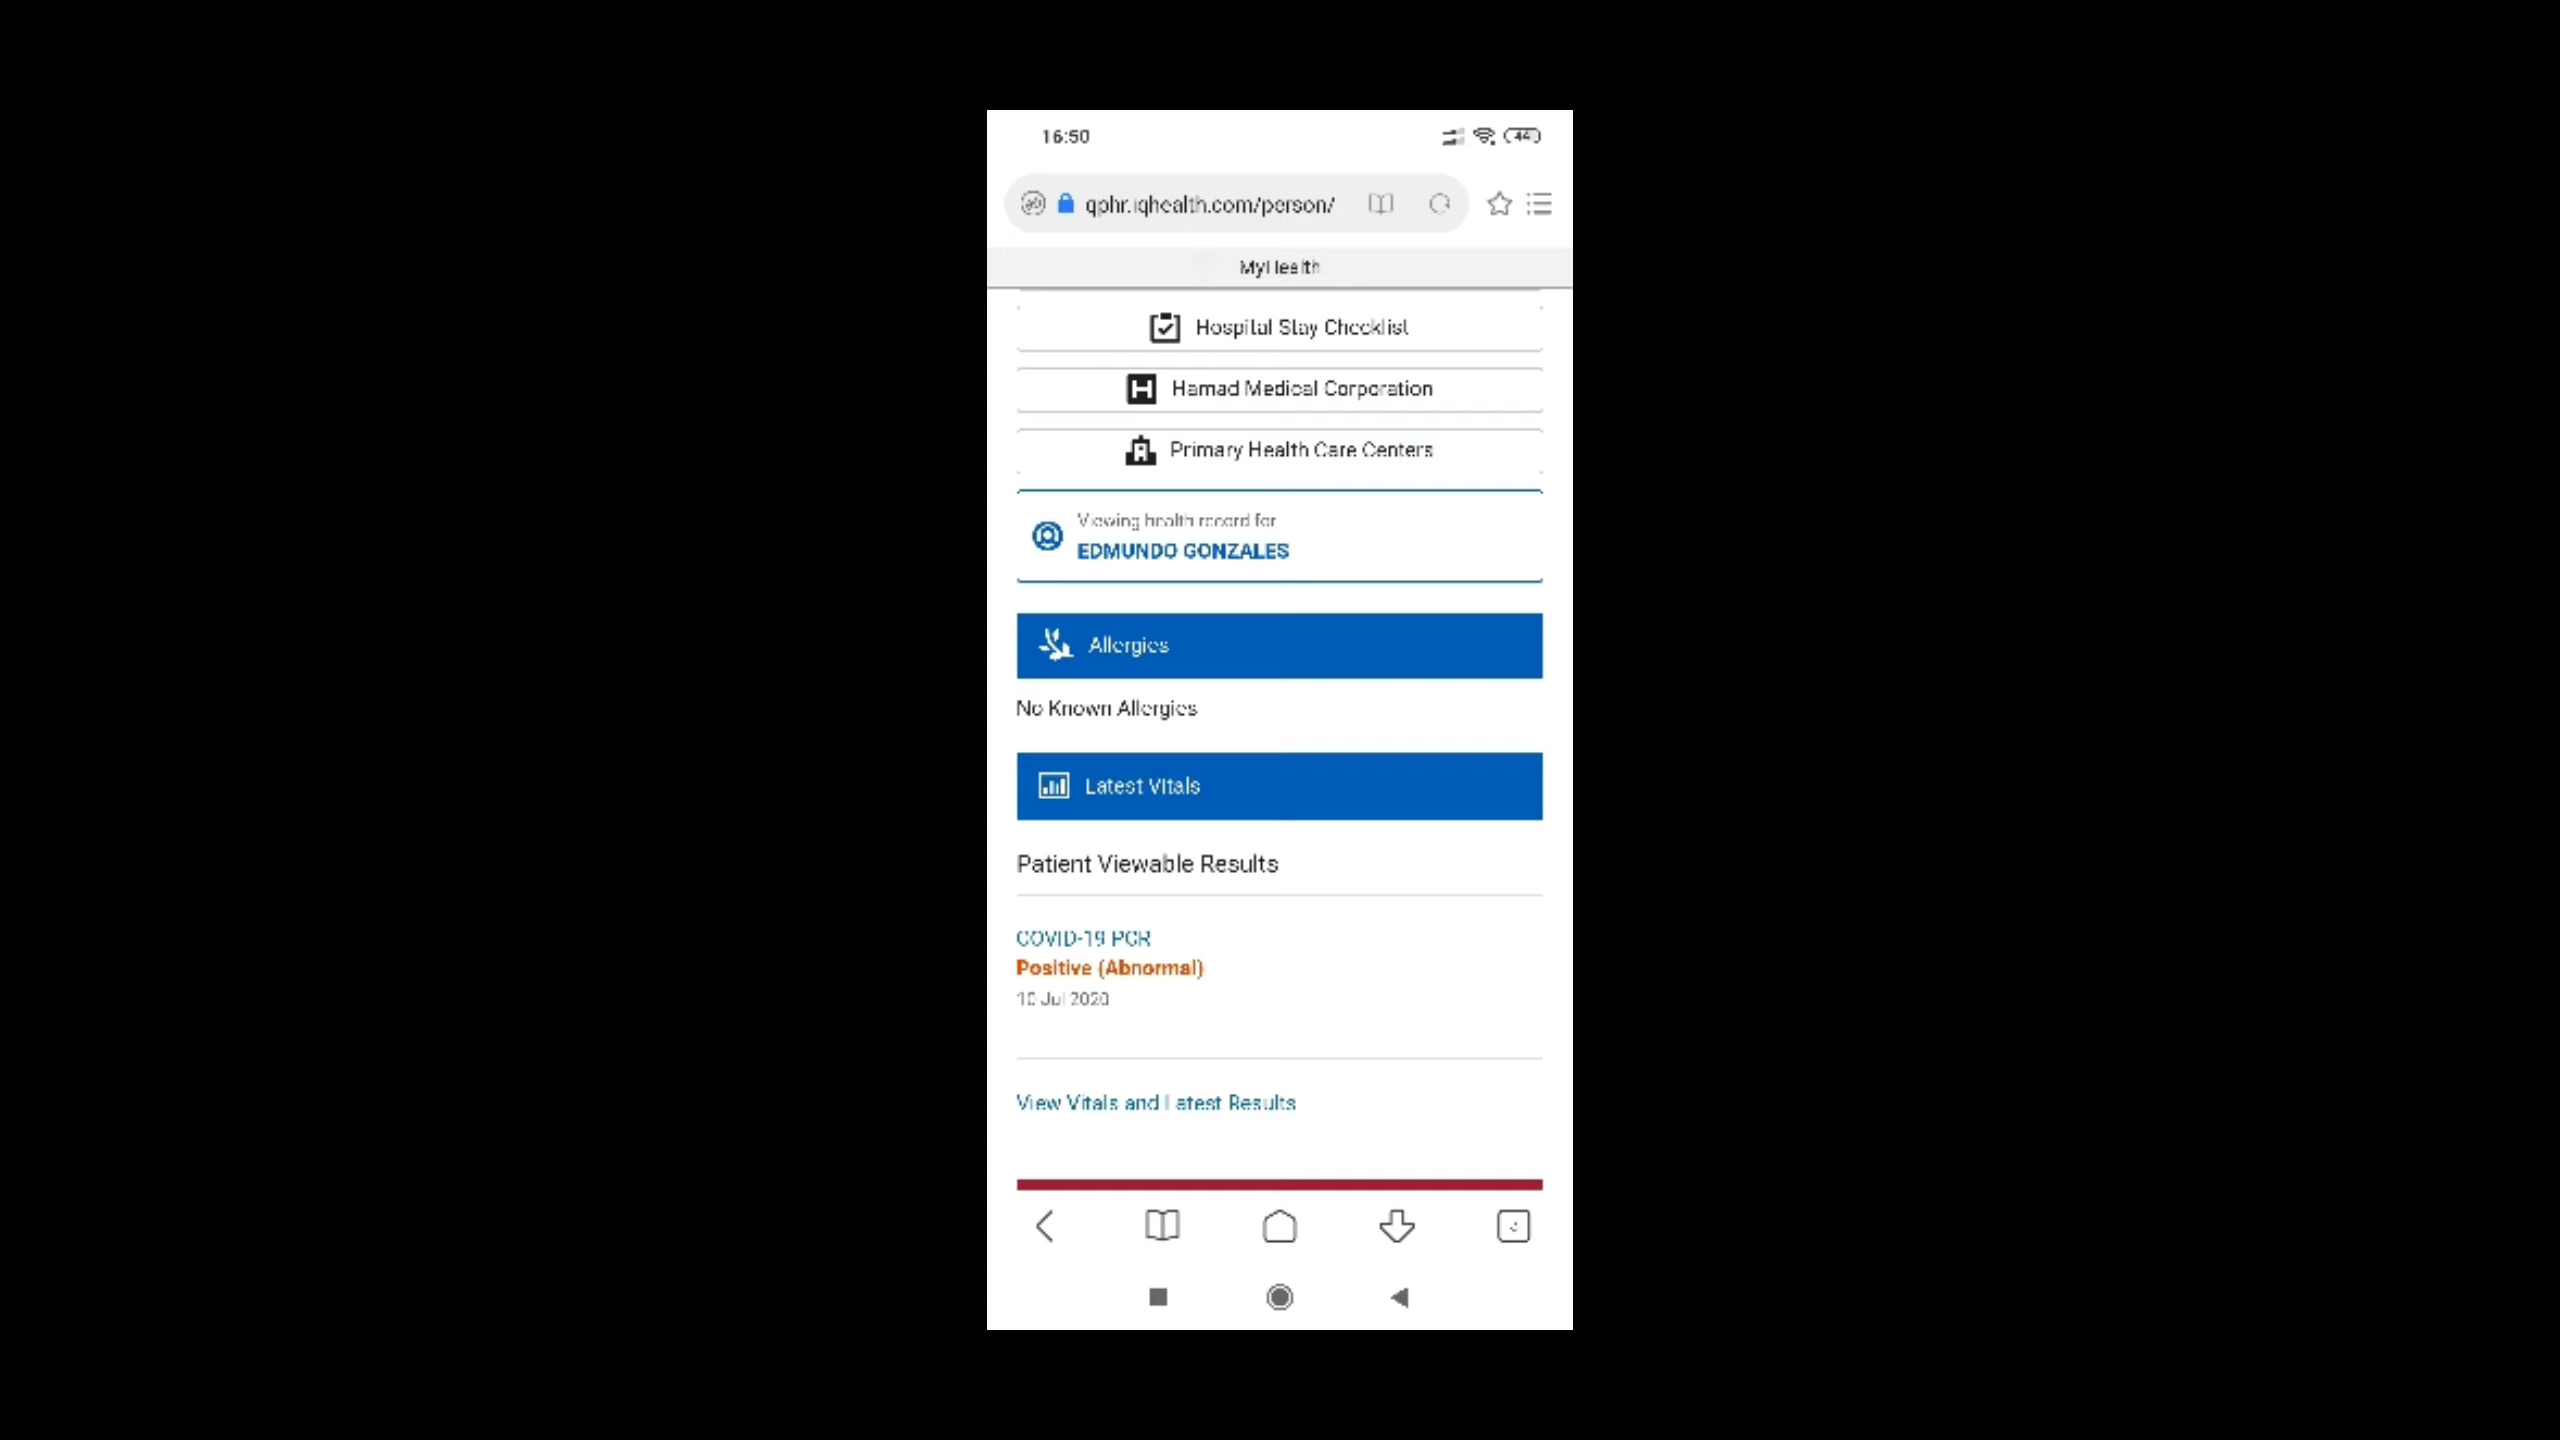 16:50
44
qphr.iqhealth.com/person/
MyHealth
Hospital Stay Checklist
Hamad Medical Corporation
Primary Health Care Centers
Viewing health record for
EDMUNDO GONZALES
Allergies
No Known Allergies
Latest Vitals
Patient Viewable Results
COVID-19 PCR
Positive (Abnormal)
10 Jul 2020
View Vitals and Latest Results